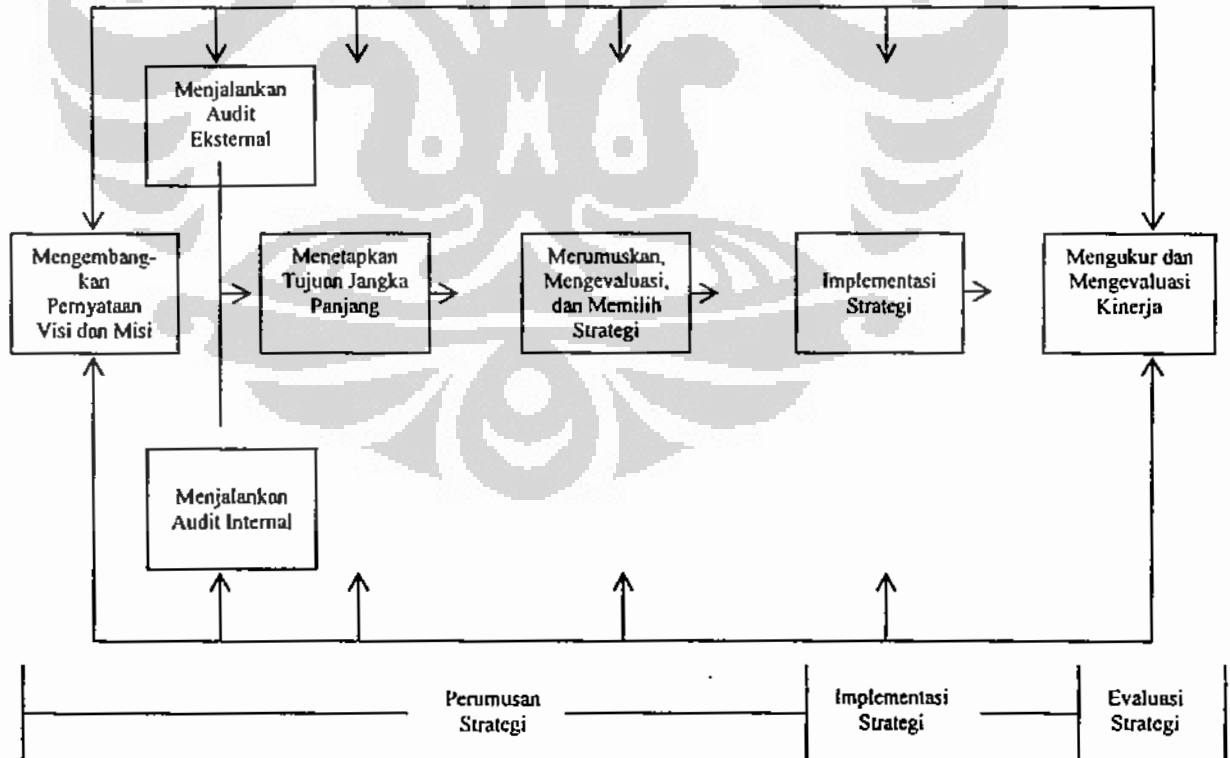 Menjalankan
Audit
Eksternal
Mengembang-
kan
Pernyataan
Visi dan Misi
Menetapkan
Tujuan Jangka
Panjang
Merumuskan,
Mengevaluasi,
dan Memilih
Strategi
Implementasi
Strategi
Mengukur dan
Mengevaluasi
Kinerja
Menjalankan
Audit Internal
Perumusan
Strategi
Implementasi
Strategi
Evaluasi
Strategi